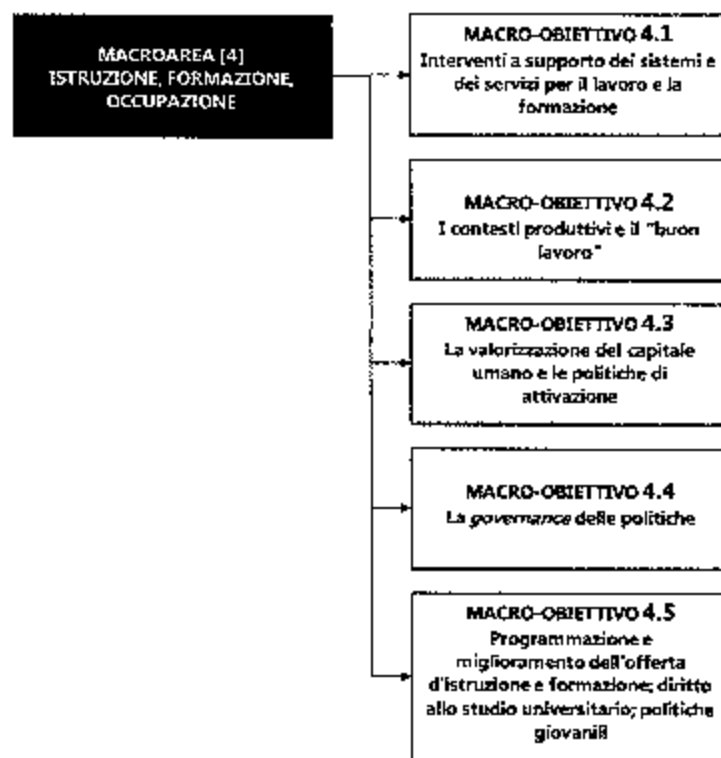 MACROAREA [4]
ISTRUZIONE, FORMAZIONE,
OCCUPAZIONE
MACRO-OBIETTIVO 4.1
Interventi a supporto dei sistemi e
dei servizi per il lavoro e la
formazione
MACRO-OBIETTIVO 4.2
I contesti produttivi e il "buon
lavoro"
MACRO-OBIETTIVO 4.3
La valorizzazione del capitale
umano e le politiche di
attivazione
MACRO-OBIETTIVO 4.4
La governance delle politiche
MACRO-OBIETTIVO 4.5
Programmazione e
miglioramento dell'offerta
d'istruzione e formazione; diritto
allo studio universitario; politiche
giovanili